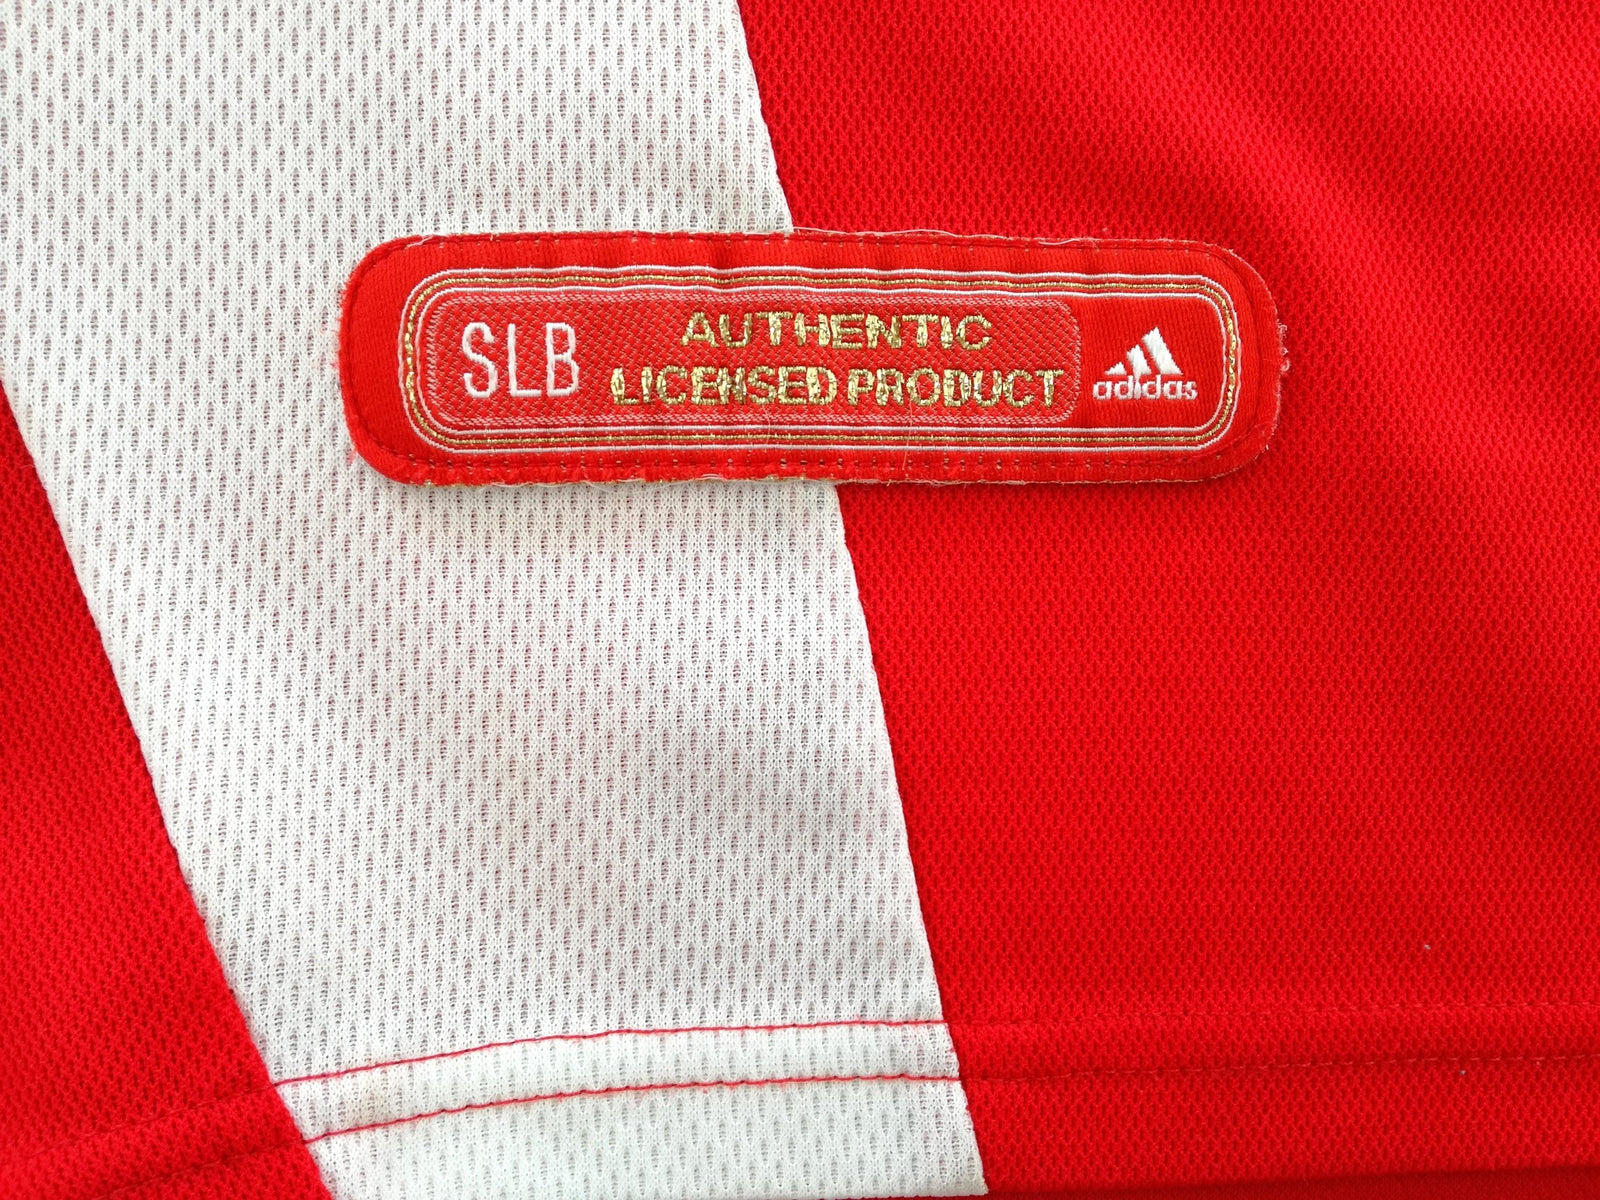 SLB
AUTHENTIC
LICENSED PRODUCT
adidas